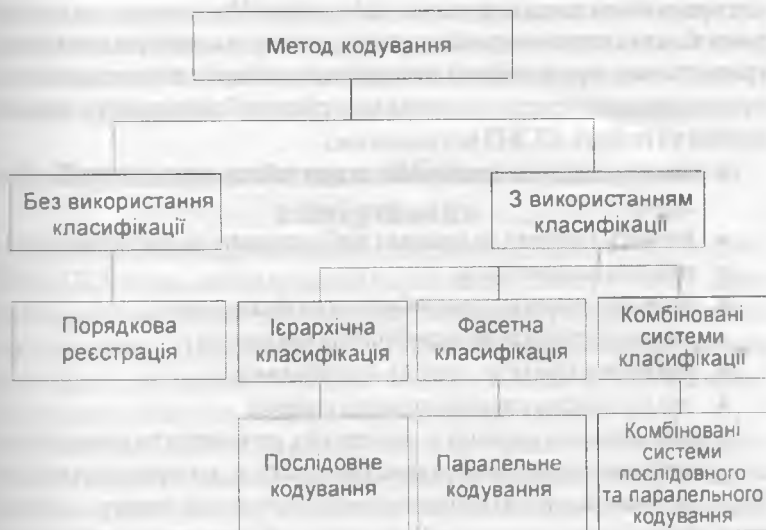 Метод кодування
Без використання
класифікації
З використанням
класифікації
Порядкова
реєстрація
Ієрархічна
класифікація
Фасетна
класифікація
Комбіновані
системи
класифікації
Послідовне
кодування
Паралельне
кодування
Комбіновані
системи
послідовного
та паралельного
кодування